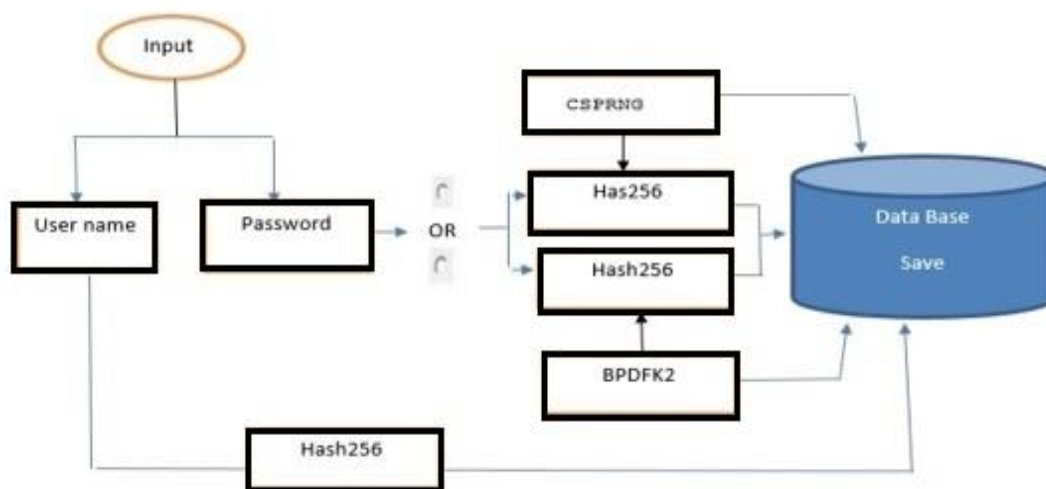 Input
CSPRNG
User name
Password
OR
Has256
Hash256
Data Base
Save
BPDFK2
Hash256